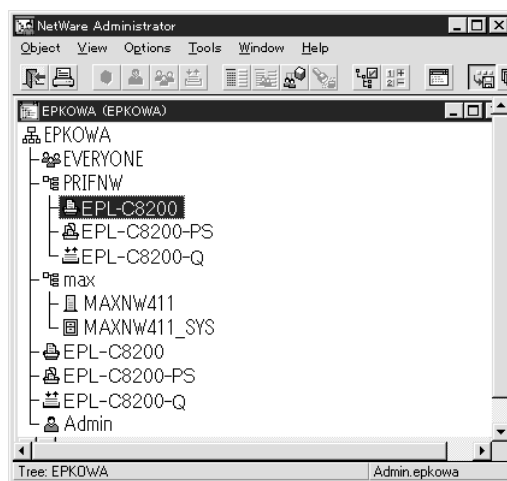 NetWare Administrator
Object View Options Tools Window Help
EPKOWA (EPKOWA)
EPKOWA
EVERYONE
PRIFNW
EPL-C8200
EPL-C8200-PS
EPL-C8200-Q
max
MAXNW411
MAXNW411_SYS
EPL-C8200
EPL-C8200-PS
EPL-C8200-Q
Admin
Tree: EPKOWA Admin.epkowa